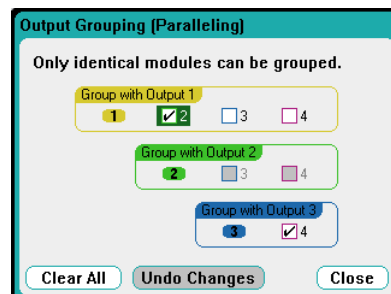 Output Grouping (Paralleling)
Only identical modules can be grouped.
Group with Output 1
1 2 3 4
Group with Output 2
2 3 4
Group with Output 3
3 4
Clear All Undo Changes Close